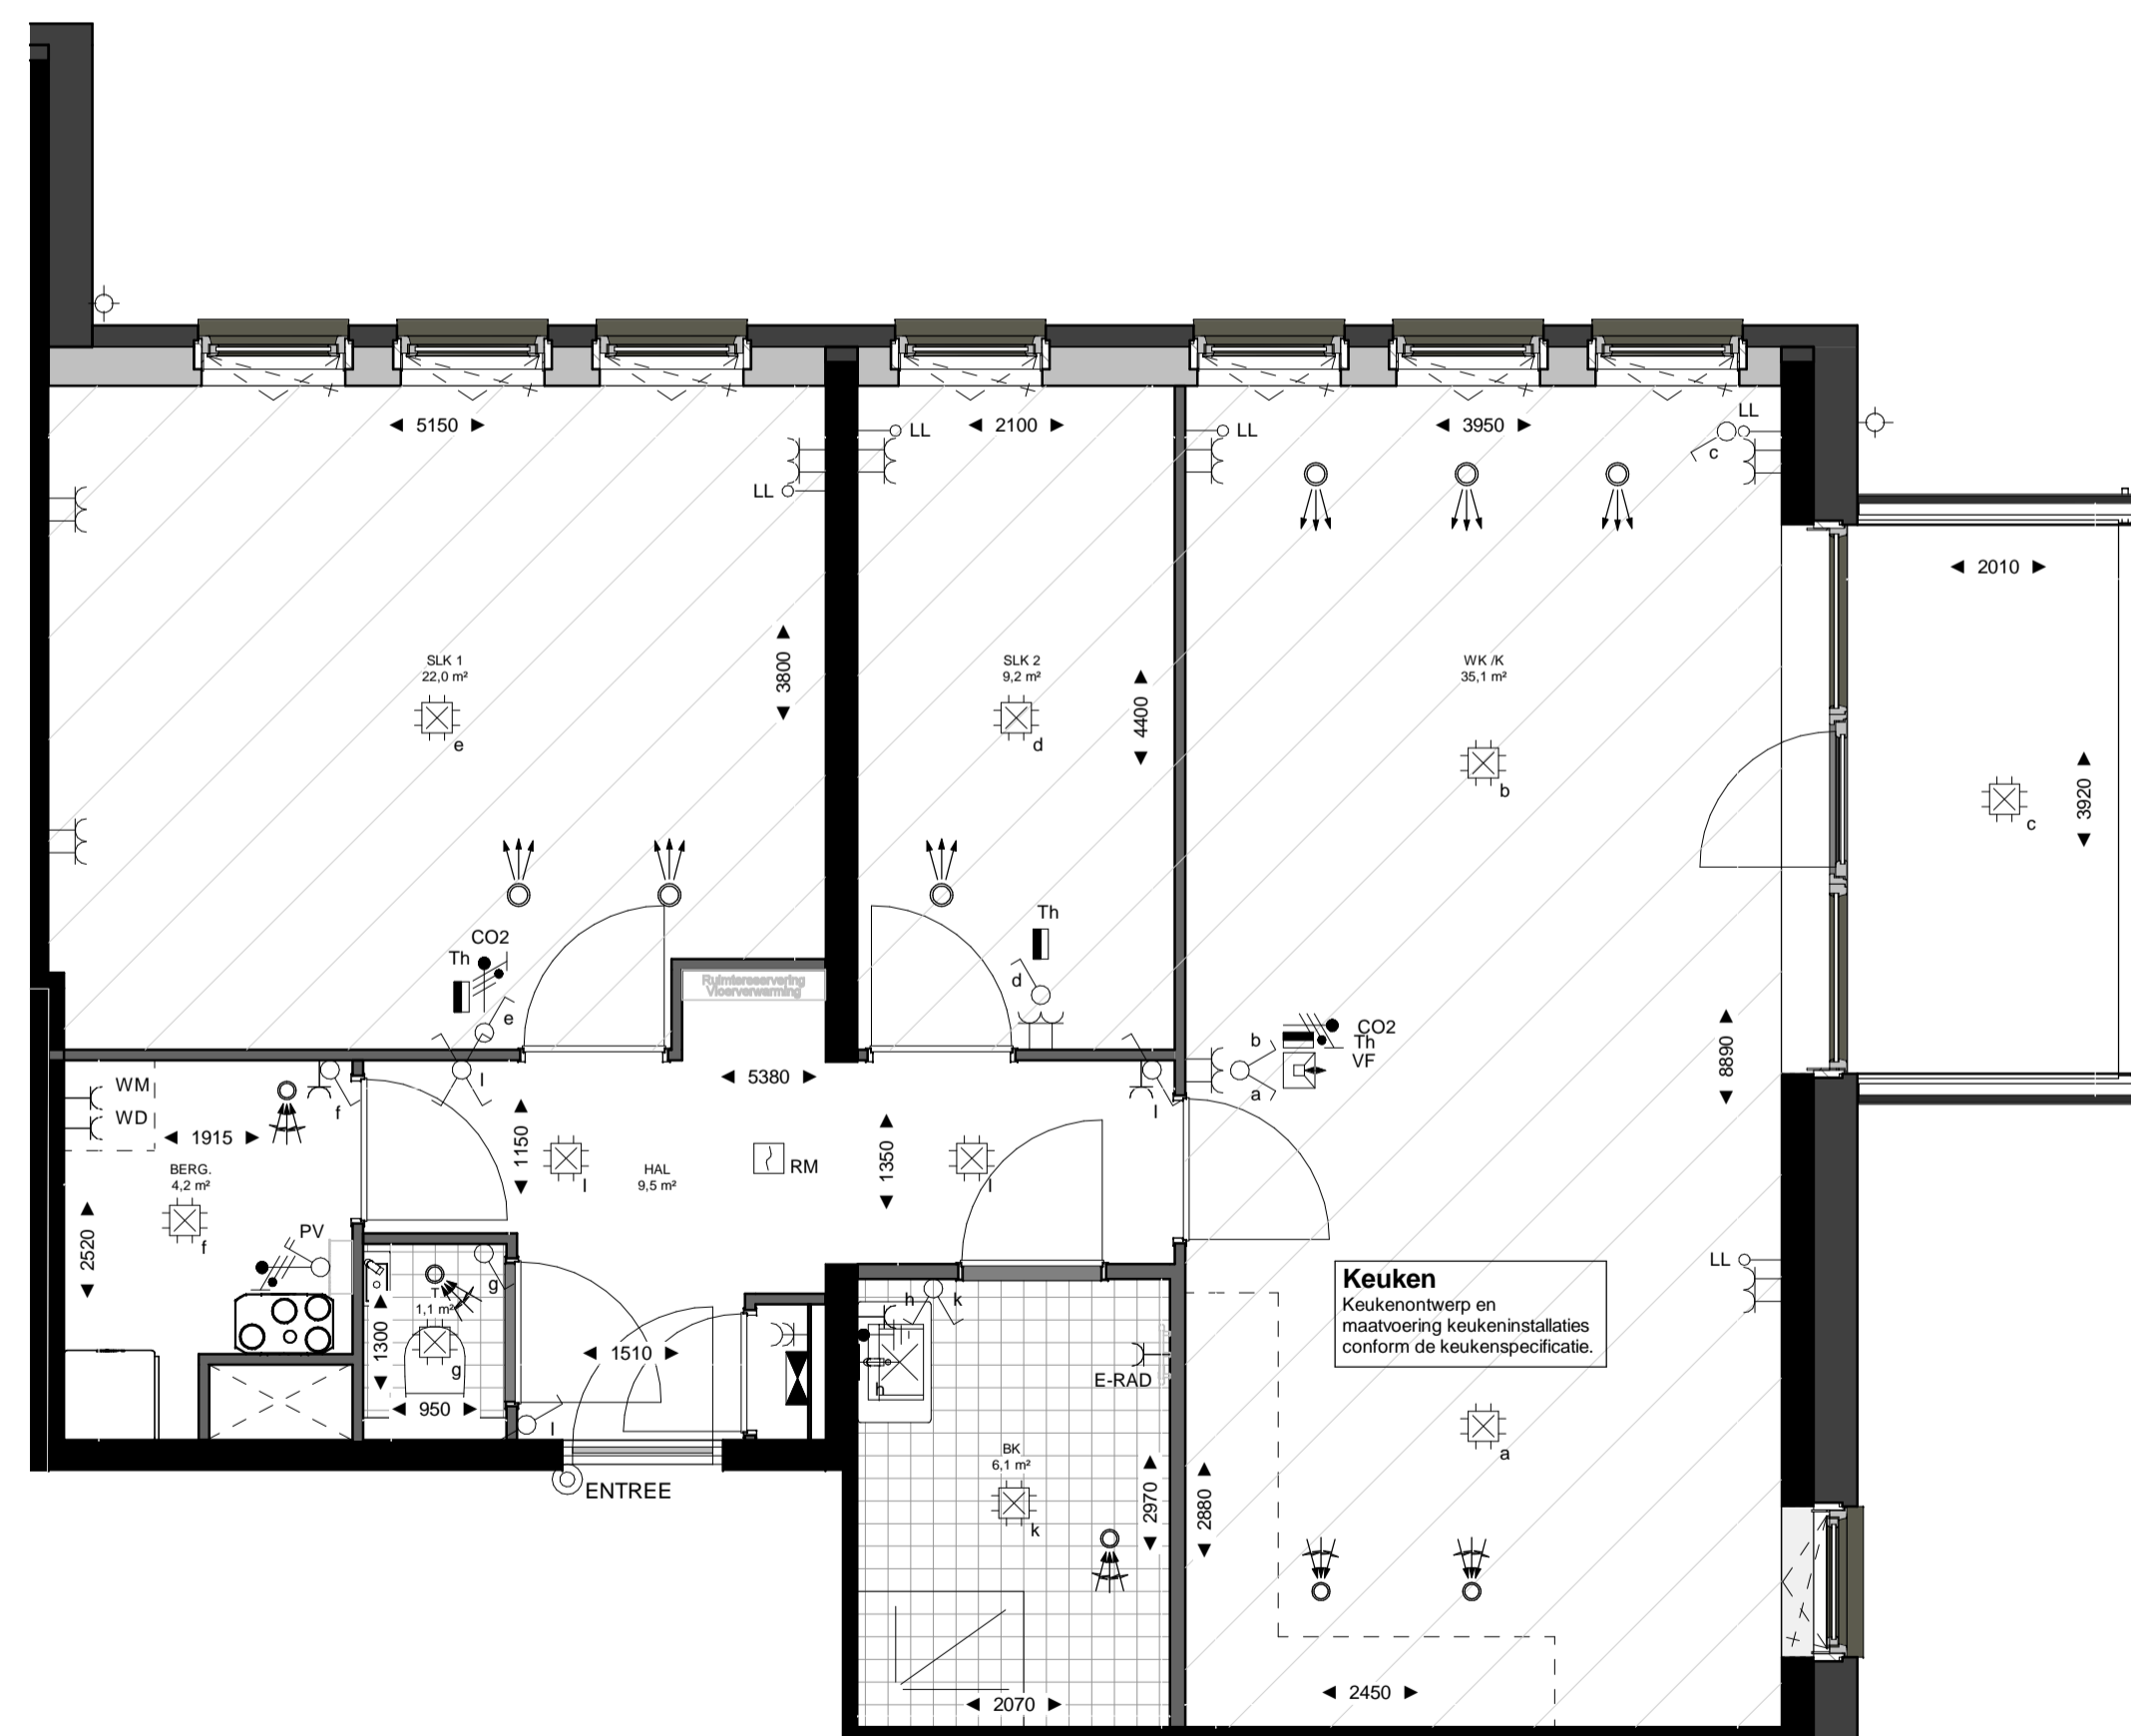 5150
2100
3950
LL
LL
LL
LL
c
2010
SLK 1
22,0 m²
e
3800
SLK 2
9,2 m²
d
4400
WK /K
35,1 m²
b
c
3920
CO2
Th
e
Ruimtereservering
Vloerverwarming
Th
d
b
a
CO2
Th
VF
8890
WM
WD
1915
f
l
5380
l
BERG.
4,2 m²
f
2520
PV
1150
l
HAL
9,5 m²
RM
1350
l
LL
T.
1,1 m²
g
g
1300
950
1510
l
ENTREE
h
k
h
E-RAD
Keuken
Keukenontwerp en
maatvoering keukeninstallaties
conform de keukenspecificatie.
a
BK
6,1 m²
k
2970
2880
2070
2450